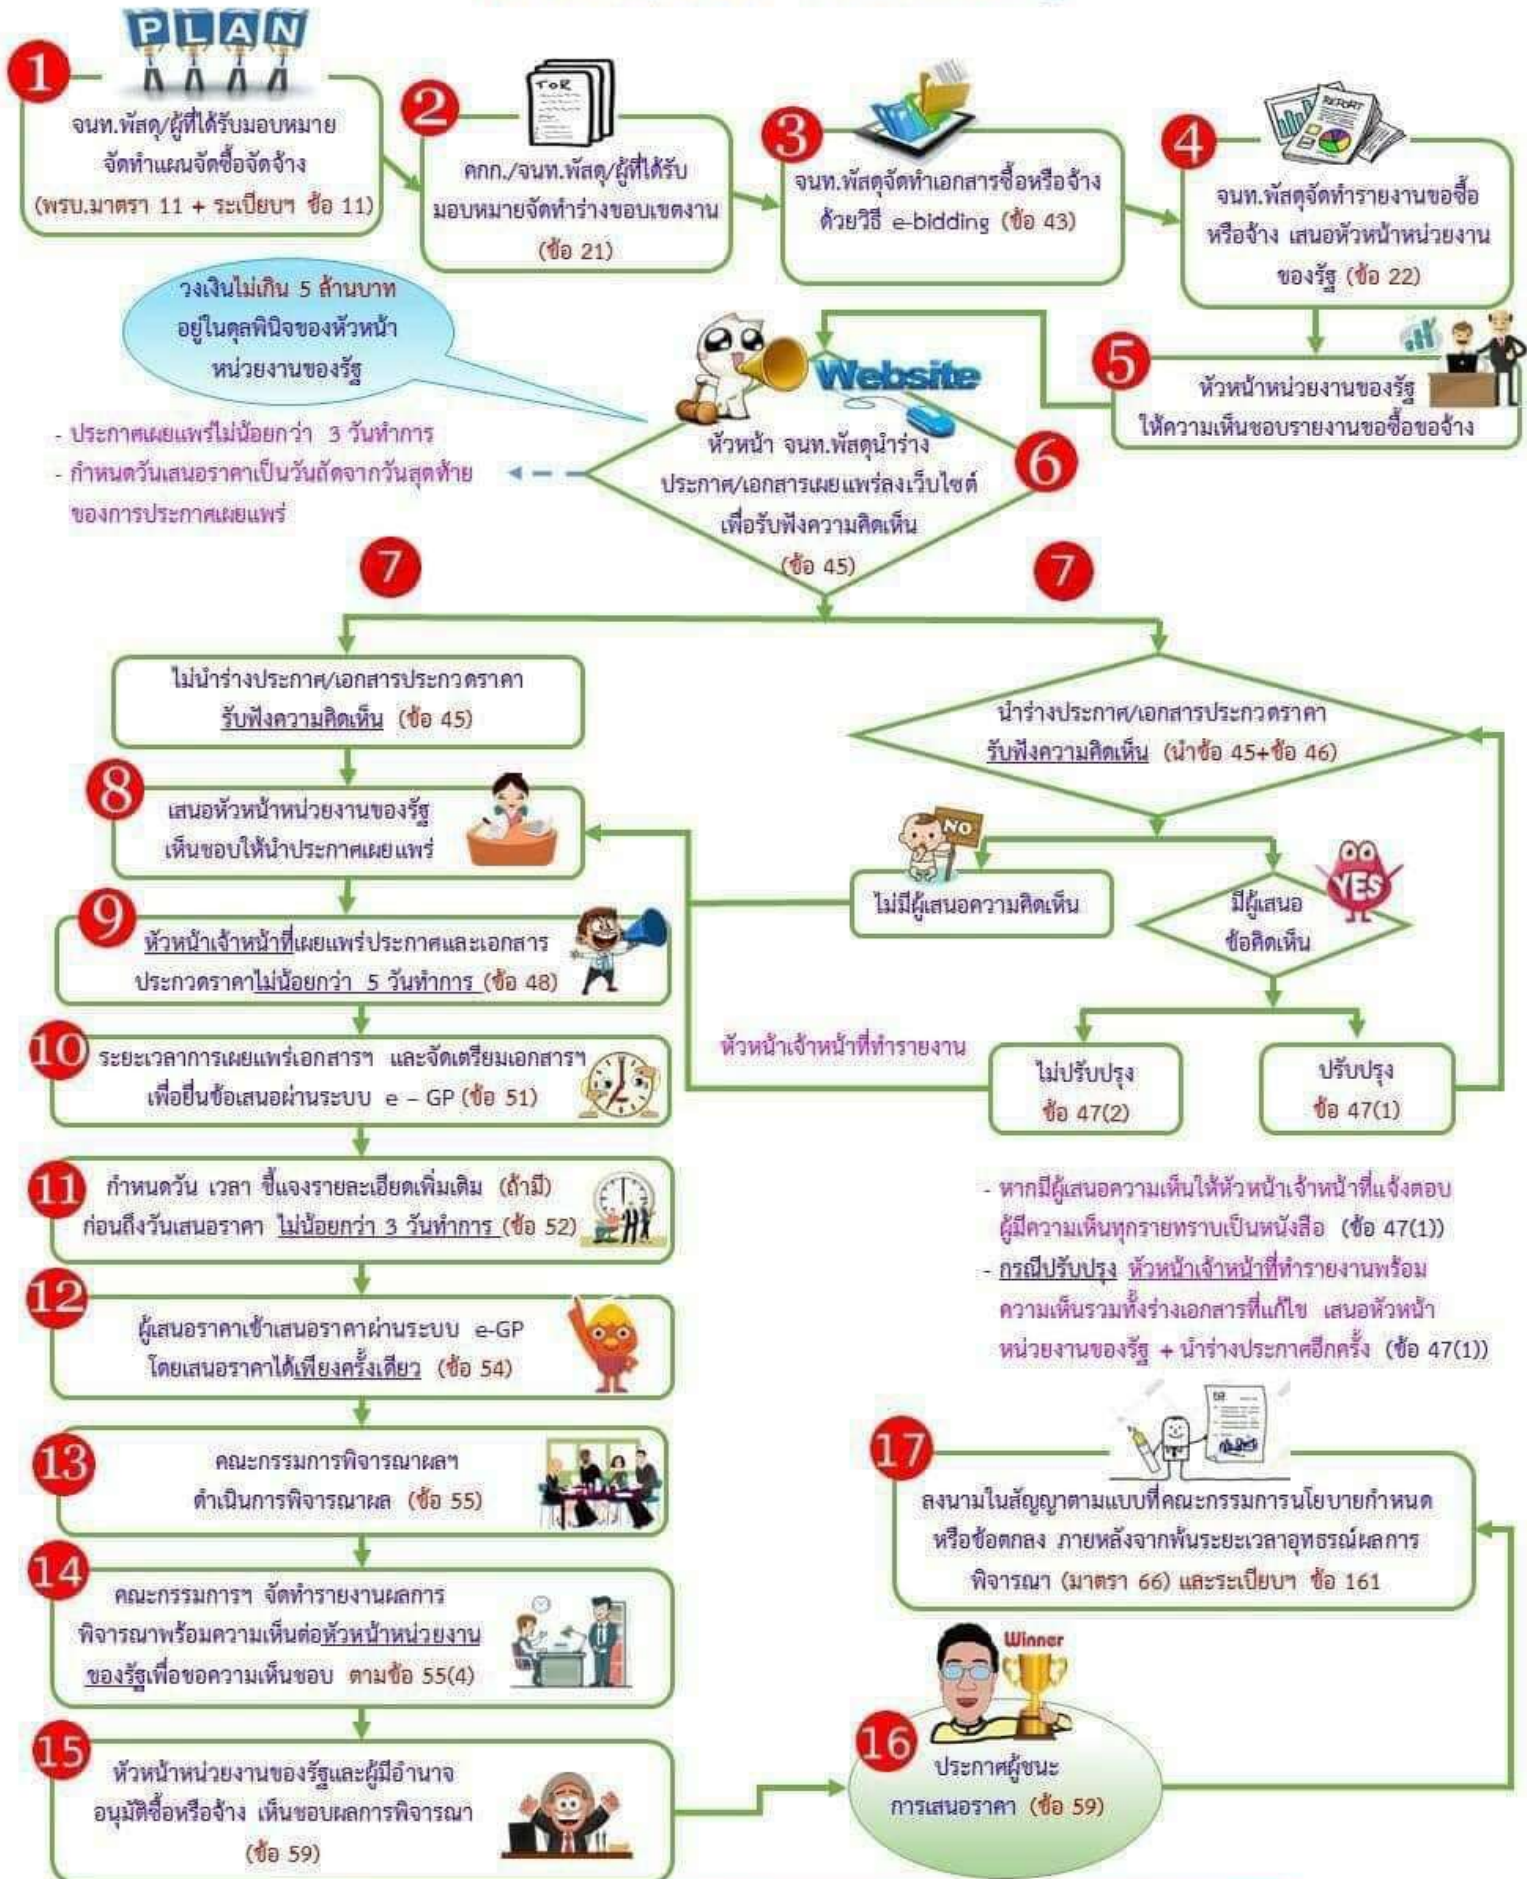 PLAN
1
จนท.พัสดุ/ผู้ที่ได้รับมอบหมาย
จัดทำแผนจัดซื้อจัดจ้าง
(พรบ.มาตรา 11 + ระเบียบฯ ข้อ 11)
2
TOR
คกก./จนท.พัสดุ/ผู้ที่ได้รับ
มอบหมายจัดทำร่างขอบเขตงาน
(ข้อ 21)
3
จนท.พัสดุจัดทำเอกสารซื้อหรือจ้าง
ด้วยวิธี e-bidding (ข้อ 43)
4
REPORT
จนท.พัสดุจัดทำรายงานขอซื้อ
หรือจ้าง เสนอหัวหน้าหน่วยงาน
ของรัฐ (ข้อ 22)
5
หัวหน้าหน่วยงานของรัฐ
ให้ความเห็นชอบรายงานขอซื้อขอจ้าง
วงเงินไม่เกิน 5 ล้านบาท
อยู่ในดุลพินิจของหัวหน้า
หน่วยงานของรัฐ
Website
6
หัวหน้า จนท.พัสดุนำร่าง
ประกาศ/เอกสารเผยแพร่ลงเว็บไซต์
เพื่อรับฟังความคิดเห็น
(ข้อ 45)
- ประกาศเผยแพร่ไม่น้อยกว่า 3 วันทำการ
- กำหนดวันเสนอราคาเป็นวันถัดจากวันสุดท้าย
ของการประกาศเผยแพร่
7
7
ไม่นำร่างประกาศ/เอกสารประกวดราคา
รับฟังความคิดเห็น (ข้อ 45)
นำร่างประกาศ/เอกสารประกวดราคา
รับฟังความคิดเห็น (นำข้อ 45+ข้อ 46)
8
เสนอหัวหน้าหน่วยงานของรัฐ
เห็นชอบให้นำประกาศเผยแพร่
NO
ไม่มีผู้เสนอความคิดเห็น
YES
มีผู้เสนอ
ข้อคิดเห็น
9
หัวหน้าเจ้าหน้าที่เผยแพร่ประกาศและเอกสาร
ประกวดราคาไม่น้อยกว่า 5 วันทำการ (ข้อ 48)
หัวหน้าเจ้าหน้าที่ทำรายงาน
ไม่ปรับปรุง
ข้อ 47(2)
ปรับปรุง
ข้อ 47(1)
10
ระยะเวลาการเผยแพร่เอกสารฯ และจัดเตรียมเอกสารฯ
เพื่อยื่นข้อเสนอผ่านระบบ e – GP (ข้อ 51)
11
กำหนดวัน เวลา ชี้แจงรายละเอียดเพิ่มเติม (ถ้ามี)
ก่อนถึงวันเสนอราคา ไม่น้อยกว่า 3 วันทำการ (ข้อ 52)
- หากมีผู้เสนอความเห็นให้หัวหน้าเจ้าหน้าที่แจ้งตอบ
ผู้มีความเห็นทุกรายทราบเป็นหนังสือ (ข้อ 47(1))
- กรณีปรับปรุง หัวหน้าเจ้าหน้าที่ทำรายงานพร้อม
ความเห็นรวมทั้งร่างเอกสารที่แก้ไข เสนอหัวหน้า
หน่วยงานของรัฐ + นำร่างประกาศอีกครั้ง (ข้อ 47(1))
12
ผู้เสนอราคาเข้าเสนอราคาผ่านระบบ e-GP
โดยเสนอราคาได้เพียงครั้งเดียว (ข้อ 54)
13
คณะกรรมการพิจารณาผลฯ
ดำเนินการพิจารณาผล (ข้อ 55)
14
คณะกรรมการฯ จัดทำรายงานผลการ
พิจารณาพร้อมความเห็นต่อหัวหน้าหน่วยงาน
ของรัฐเพื่อขอความเห็นชอบ ตามข้อ 55(4)
15
หัวหน้าหน่วยงานของรัฐและผู้มีอำนาจ
อนุมัติซื้อหรือจ้าง เห็นชอบผลการพิจารณา
(ข้อ 59)
Winner
16
ประกาศผู้ชนะ
การเสนอราคา (ข้อ 59)
17
ลงนามในสัญญาตามแบบที่คณะกรรมการนโยบายกำหนด
หรือข้อตกลง ภายหลังจากพ้นระยะเวลาอุทธรณ์ผลการ
พิจารณา (มาตรา 66) และระเบียบฯ ข้อ 161